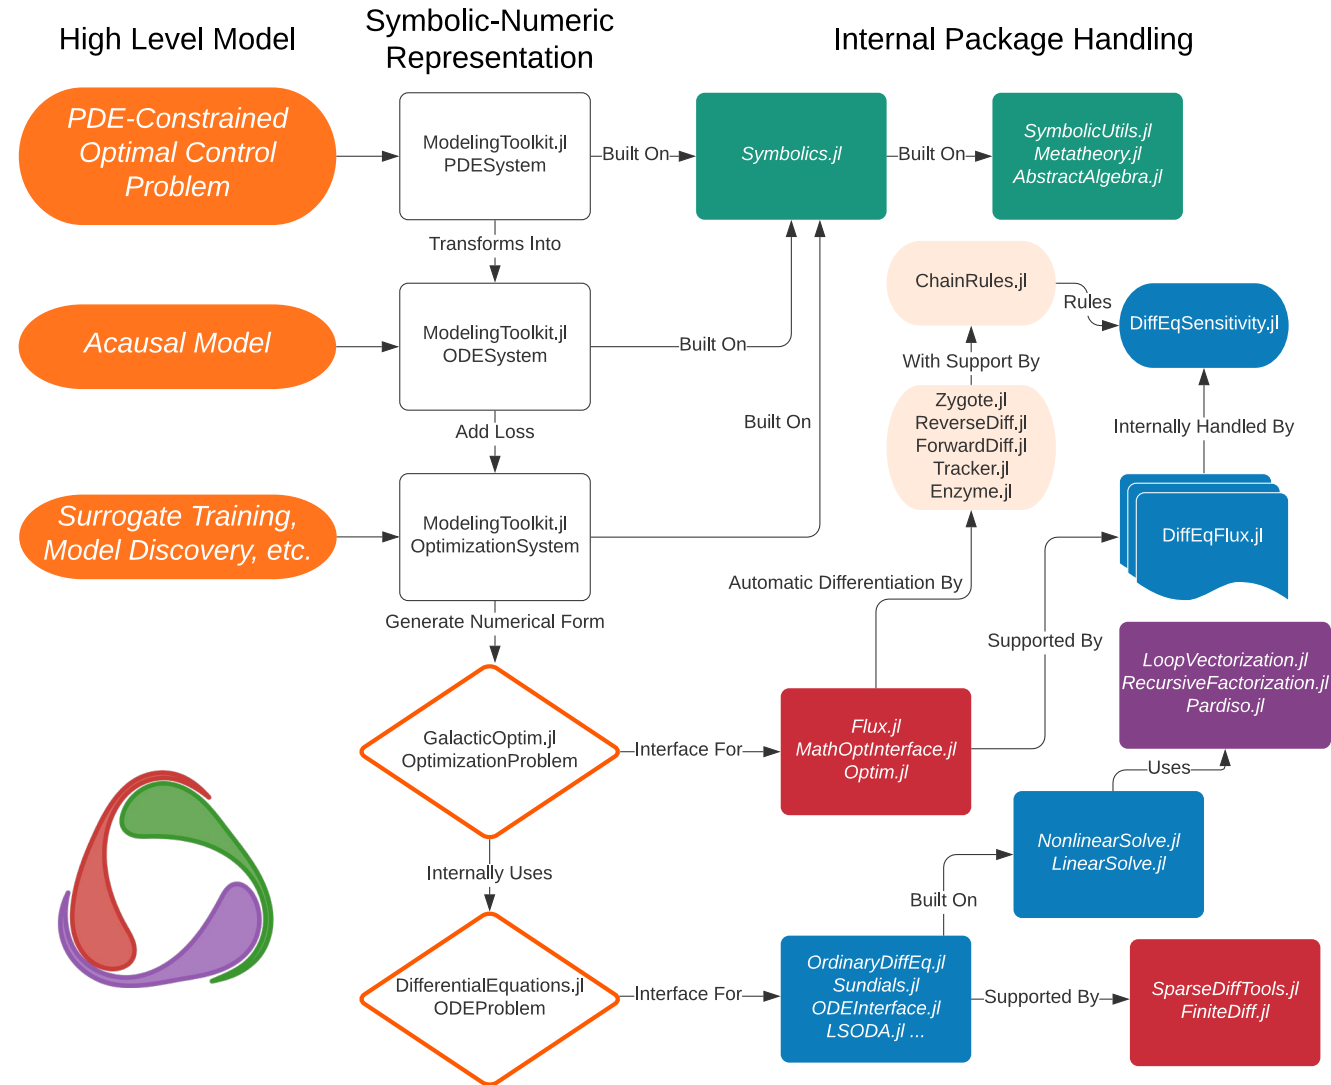 High Level Model
Symbolic-Numeric
Representation
Internal Package Handling
PDE-Constrained
Optimal Control
Problem
ModelingToolkit.jl
PDESystem
Built On
Symbolics.jl
Built On
SymbolicUtils.jl
Metatheory.jl
AbstractAlgebra.jl
Transforms Into
Acausal Model
ModelingToolkit.jl
ODESystem
Built On
ChainRules.jl
Rules
DiffEqSensitivity.jl
With Support By
Zygote.jl
ReverseDiff.jl
ForwardDiff.jl
Tracker.jl
Enzyme.jl
Internally Handled By
Add Loss
Built On
Surrogate Training,
Model Discovery, etc.
ModelingToolkit.jl
OptimizationSystem
DiffEqFlux.jl
Automatic Differentiation By
Generate Numerical Form
Supported By
LoopVectorization.jl
RecursiveFactorization.jl
Pardiso.jl
GalacticOptim.jl
OptimizationProblem
Interface For
Flux.jl
MathOptInterface.jl
Optim.jl
Uses
NonlinearSolve.jl
LinearSolve.jl
Internally Uses
Built On
DifferentialEquations.jl
ODEProblem
Interface For
OrdinaryDiffEq.jl
Sundials.jl
ODEInterface.jl
LSODA.jl ...
Supported By
SparseDiffTools.jl
FiniteDiff.jl